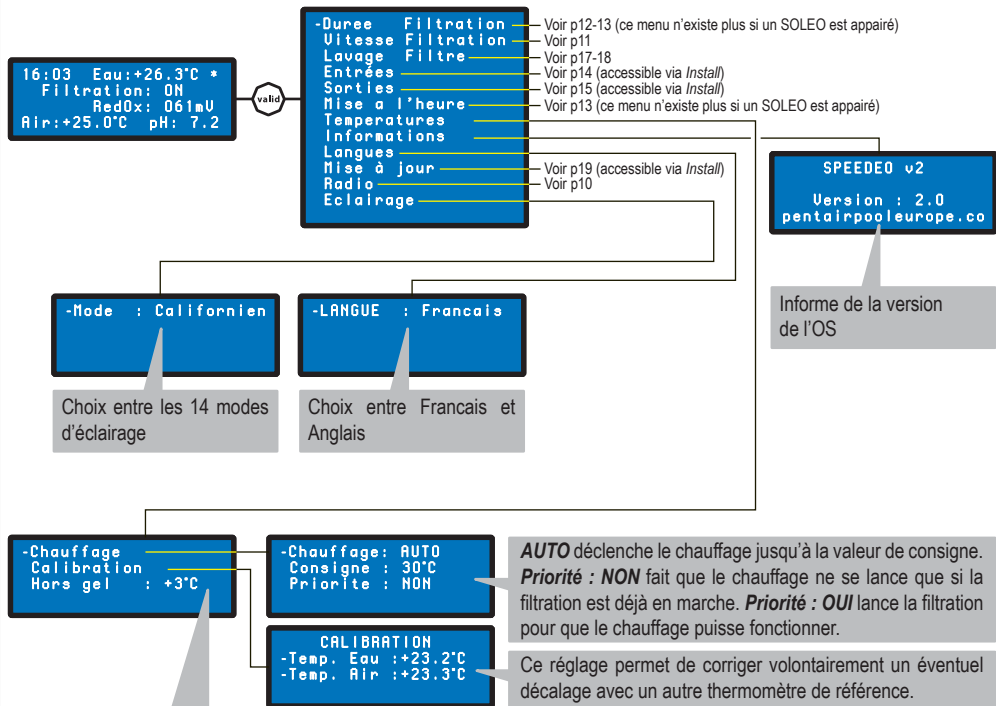 16:03 Eau:+26.3°C *
Filtration: ON
RedOx: 061mV
Air:+25.0°C pH: 7.2
valid
-Duree Filtration
Vitesse Filtration
Lavage Filtre
Entrées
Sorties
Mise a l'heure
Temperatures
Informations
Langues
Mise à jour
Radio
Eclairage
Voir p12-13 (ce menu n'existe plus si un SOLEO est appairé)
Voir p11
Voir p17-18
Voir p14 (accessible via Install)
Voir p15 (accessible via Install)
Voir p13 (ce menu n'existe plus si un SOLEO est appairé)
Voir p19 (accessible via Install)
Voir p10
SPEEDEO v2
Version : 2.0
pentairpooleurope.co
Informe de la version
de l'OS
-Mode : Californien
Choix entre les 14 modes
d'éclairage
-LANGUE : Francais
Choix entre Francais et
Anglais
-Chauffage
Calibration
Hors gel : +3°C
-Chauffage: AUTO
Consigne : 30°C
Priorite : NON
AUTO déclenche le chauffage jusqu'à la valeur de consigne.
Priorité : NON fait que le chauffage ne se lance que si la
filtration est déjà en marche. Priorité : OUI lance la filtration
pour que le chauffage puisse fonctionner.
CALIBRATION
-Temp. Eau :+23.2°C
-Temp. Air :+23.3°C
Ce réglage permet de corriger volontairement un éventuel
décalage avec un autre thermomètre de référence.